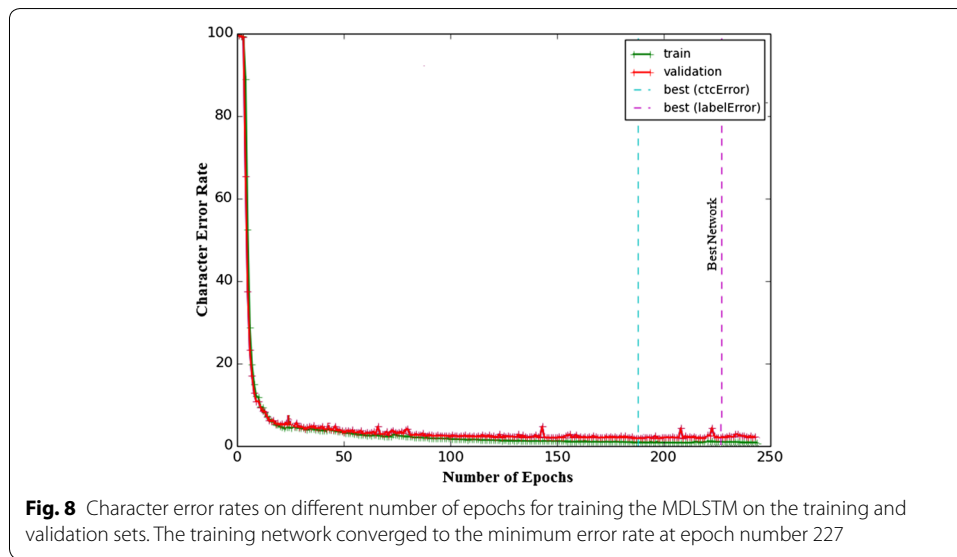 100
80
60
40
20
0
Character Error Rate
train
validation
best (ctcError)
best (labelError)
Best Network
0 50 100 150 200 250
Number of Epochs
Fig. 8 Character error rates on different number of epochs for training the MDLSTM on the training and
validation sets. The training network converged to the minimum error rate at epoch number 227